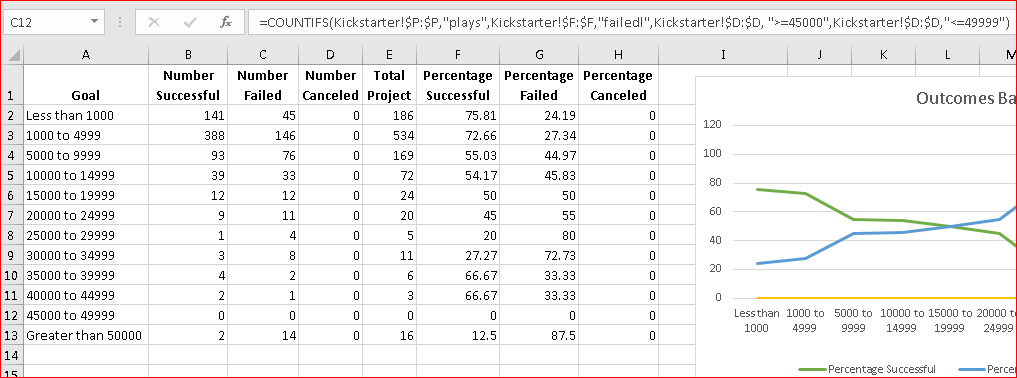 C12 fx =COUNTIFS(Kickstarter!$P:$P,"plays",Kickstarter!$F:$F,"failedl",Kickstarter!$D:$D, ">=45000",Kickstarter!$D:$D,"<=49999")
A B C D E F G H I J K L M
1 Goal Number Successful Number Failed Number Canceled Total Project Percentage Successful Percentage Failed Percentage Canceled
2 Less than 1000 141 45 0 186 75.81 24.19 0
3 1000 to 4999 388 146 0 534 72.66 27.34 0
4 5000 to 9999 93 76 0 169 55.03 44.97 0
5 10000 to 14999 39 33 0 72 54.17 45.83 0
6 15000 to 19999 12 12 0 24 50 50 0
7 20000 to 24999 9 11 0 20 45 55 0
8 25000 to 29999 1 4 0 5 20 80 0
9 30000 to 34999 3 8 0 11 27.27 72.73 0
10 35000 to 39999 4 2 0 6 66.67 33.33 0
11 40000 to 44999 2 1 0 3 66.67 33.33 0
12 45000 to 49999 0 0 0 0 0 0 0
13 Greater than 50000 2 14 0 16 12.5 87.5 0
14
15
Outcomes Ba
120
100
80
60
40
20
0
Less than 1000 to 5000 to 10000 to 15000 to 20000 t
1000 4999 9999 14999 19999 24999
Percentage Successful Perce